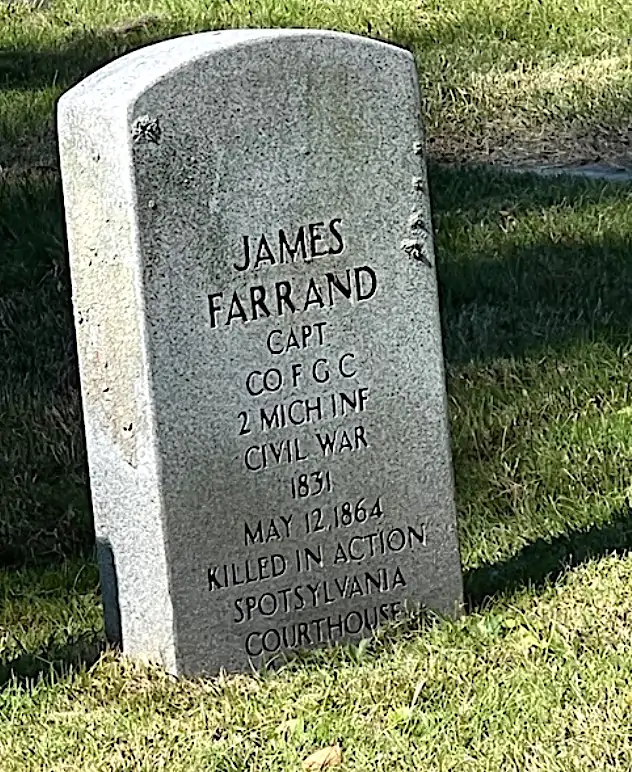 JAMES
FARRAND
CAPT
CO F G C
2 MICH INF
CIVIL WAR
1831
MAY 12, 1864
KILLED IN ACTION
SPOTSYLVANIA
COURTHOUSE